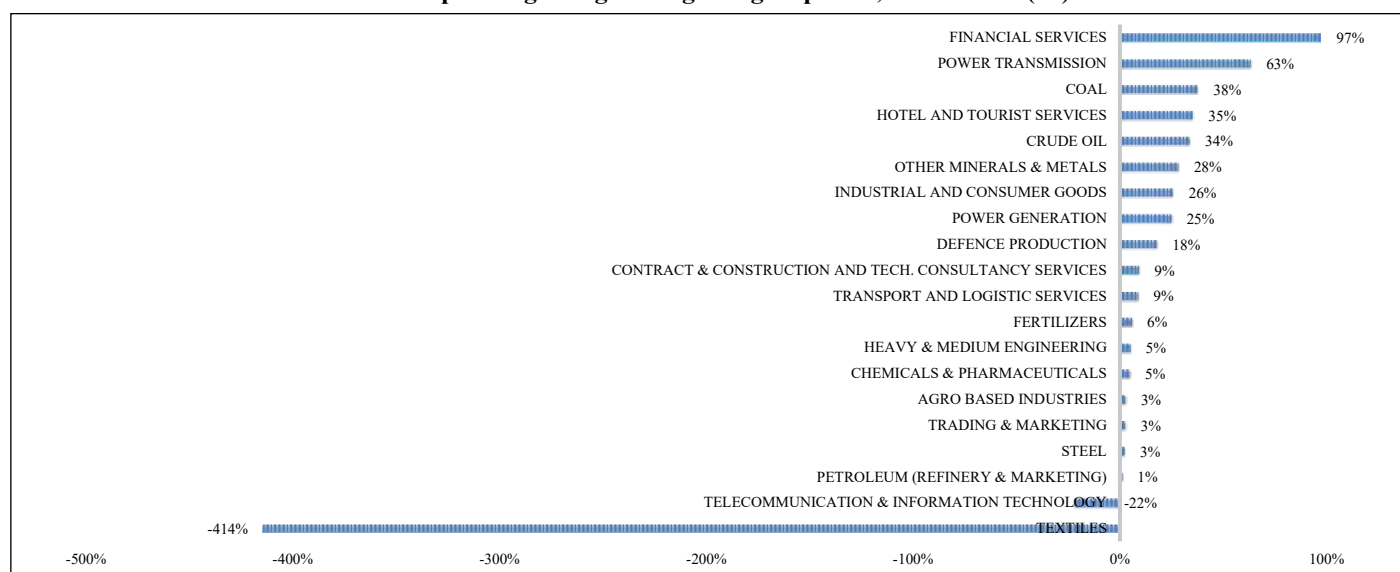 FINANCIAL SERVICES 97%
POWER TRANSMISSION 63%
COAL 38%
HOTEL AND TOURIST SERVICES 35%
CRUDE OIL 34%
OTHER MINERALS & METALS 28%
INDUSTRIAL AND CONSUMER GOODS 26%
POWER GENERATION 25%
DEFENCE PRODUCTION 18%
CONTRACT & CONSTRUCTION AND TECH. CONSULTANCY SERVICES 9%
TRANSPORT AND LOGISTIC SERVICES 9%
FERTILIZERS 6%
HEAVY & MEDIUM ENGINEERING 5%
CHEMICALS & PHARMACEUTICALS 5%
AGRO BASED INDUSTRIES 3%
TRADING & MARKETING 3%
STEEL 3%
PETROLEUM (REFINERY & MARKETING) 1%
TELECOMMUNICATION & INFORMATION TECHNOLOGY -22%
-414% TEXTILES
-500% -400% -300% -200% -100% 0% 100%